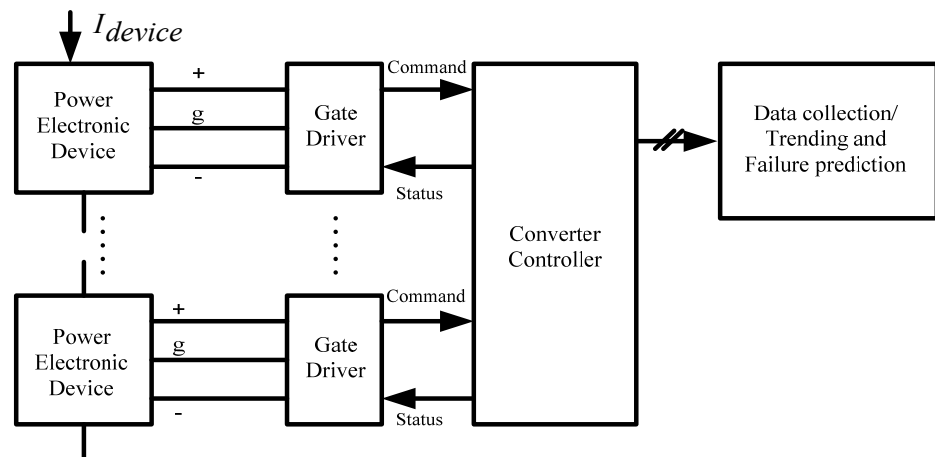 I device
Power
Electronic
Device
+
g
-
Gate
Driver
Command
Status
Converter
Controller
Data collection/
Trending and
Failure prediction
Power
Electronic
Device
+
g
-
Gate
Driver
Command
Status